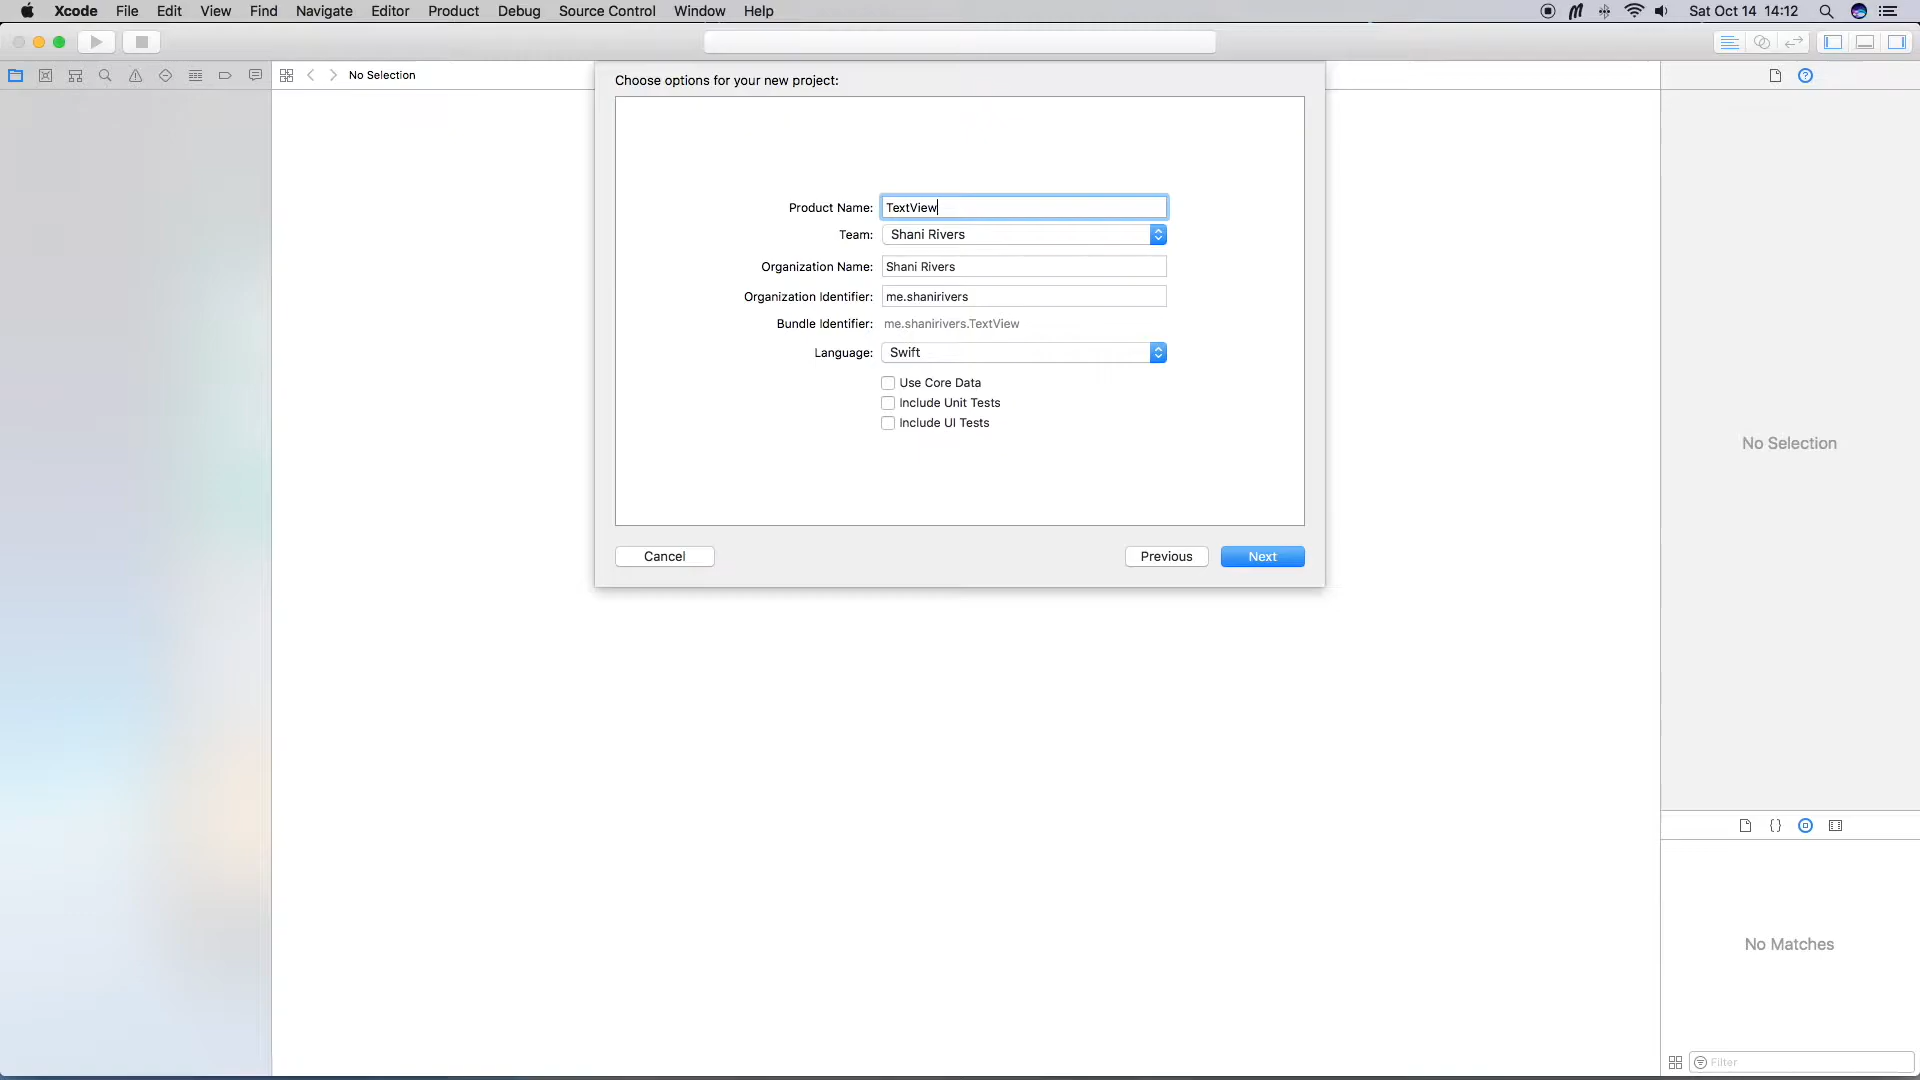 Xcode File Edit View Find Navigate Editor Product Debug Source Control Window Help Sat Oct 14 14:12
No Selection
Choose options for your new project:
Product Name: TextView
Team: Shani Rivers
Organization Name: Shani Rivers
Organization Identifier: me.shanirivers
Bundle Identifier: me.shanirivers.TextView
Language: Swift
Use Core Data
Include Unit Tests
Include UI Tests
No Selection
Cancel Previous Next
No Matches
Filter